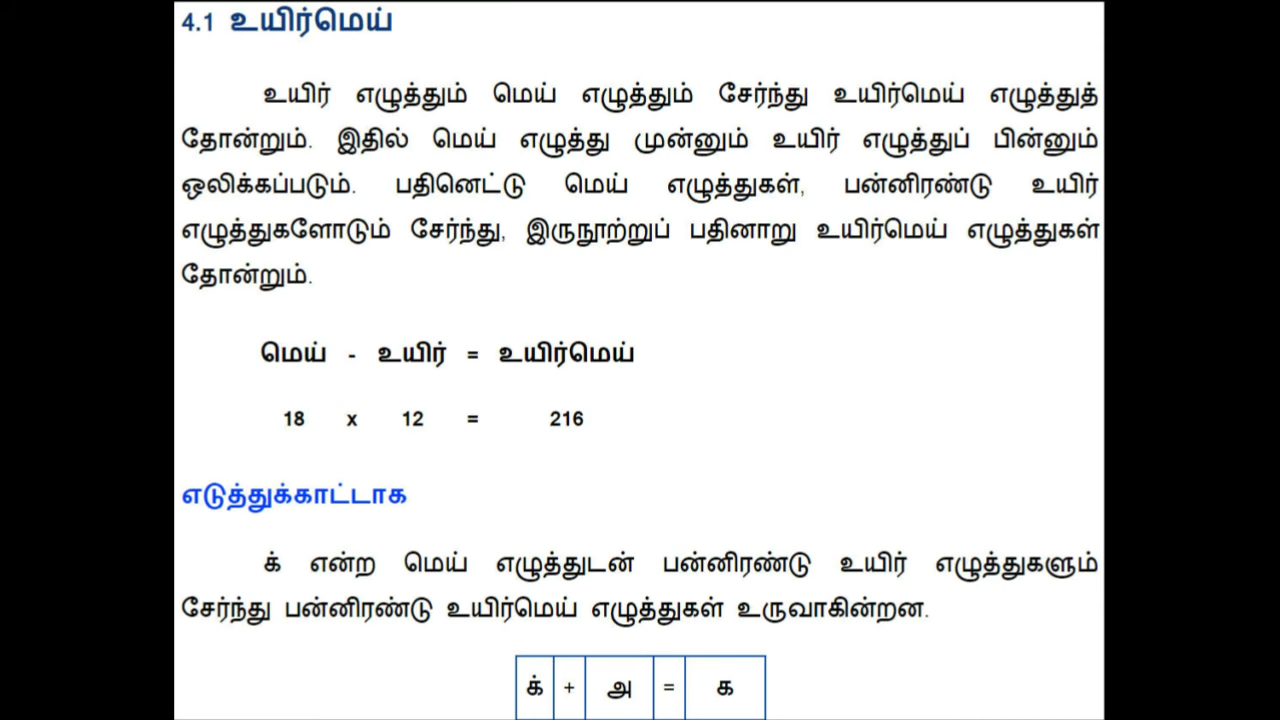 4.1 உயிர்மெய்
உயிர் எழுத்தும் மெய் எழுத்தும் சேர்ந்து உயிர்மெய் எழுத்துத்
தோன்றும். இதில் மெய் எழுத்து முன்னும் உயிர் எழுத்துப் பின்னும்
ஒலிக்கப்படும். பதினெட்டு மெய் எழுத்துகள், பன்னிரண்டு உயிர்
எழுத்துகளோடும் சேர்ந்து, இருநூற்றுப் பதினாறு உயிர்மெய் எழுத்துகள்
தோன்றும்.
மெய் - உயிர் = உயிர்மெய்
18 x 12 = 216
எடுத்துக்காட்டாக
க் என்ற மெய் எழுத்துடன் பன்னிரண்டு உயிர் எழுத்துகளும்
சேர்ந்து பன்னிரண்டு உயிர்மெய் எழுத்துகள் உருவாகின்றன.
க் + அ = க